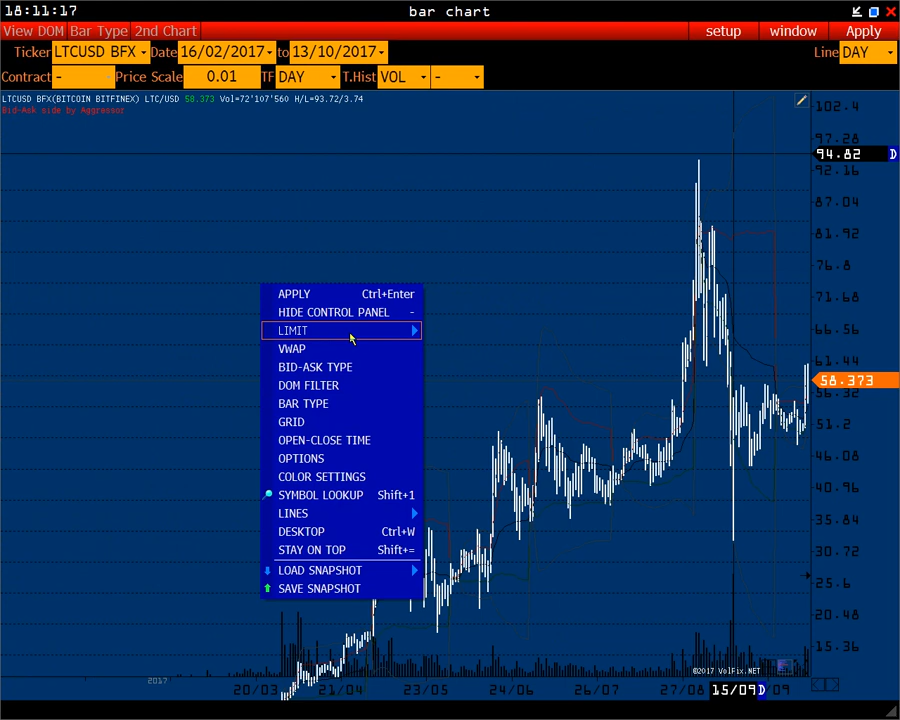 18:11:17 bar chart
View DOM Bar Type 2nd Chart setup window Apply
Ticker LTCUSD BFX Date 16/02/2017 to 13/10/2017 Line DAY
Contract - Price Scale 0.01 TF DAY T.Hist VOL -
LTCUSD BFX(BITCOIN BITFINEX) LTC/USD 58.373 Vol=72'107'560 H/L=93.72/3.74
Bid-Ask side by Aggressor
102.4
97.28
94.82 D
92.16
87.04
81.92
76.8
71.68
66.56
61.44
58.373
56.32
51.2
46.08
40.96
35.84
30.72
25.6
20.48
15.36
APPLY Ctrl+Enter
HIDE CONTROL PANEL -
LIMIT
VWAP
BID-ASK TYPE
DOM FILTER
BAR TYPE
GRID
OPEN-CLOSE TIME
OPTIONS
COLOR SETTINGS
SYMBOL LOOKUP Shift+1
LINES
DESKTOP Ctrl+W
STAY ON TOP Shift+=
LOAD SNAPSHOT
SAVE SNAPSHOT
©2017 VolFix.NET
2017 20/03 21/04 23/05 24/06 26/07 27/08 15/09 D /09